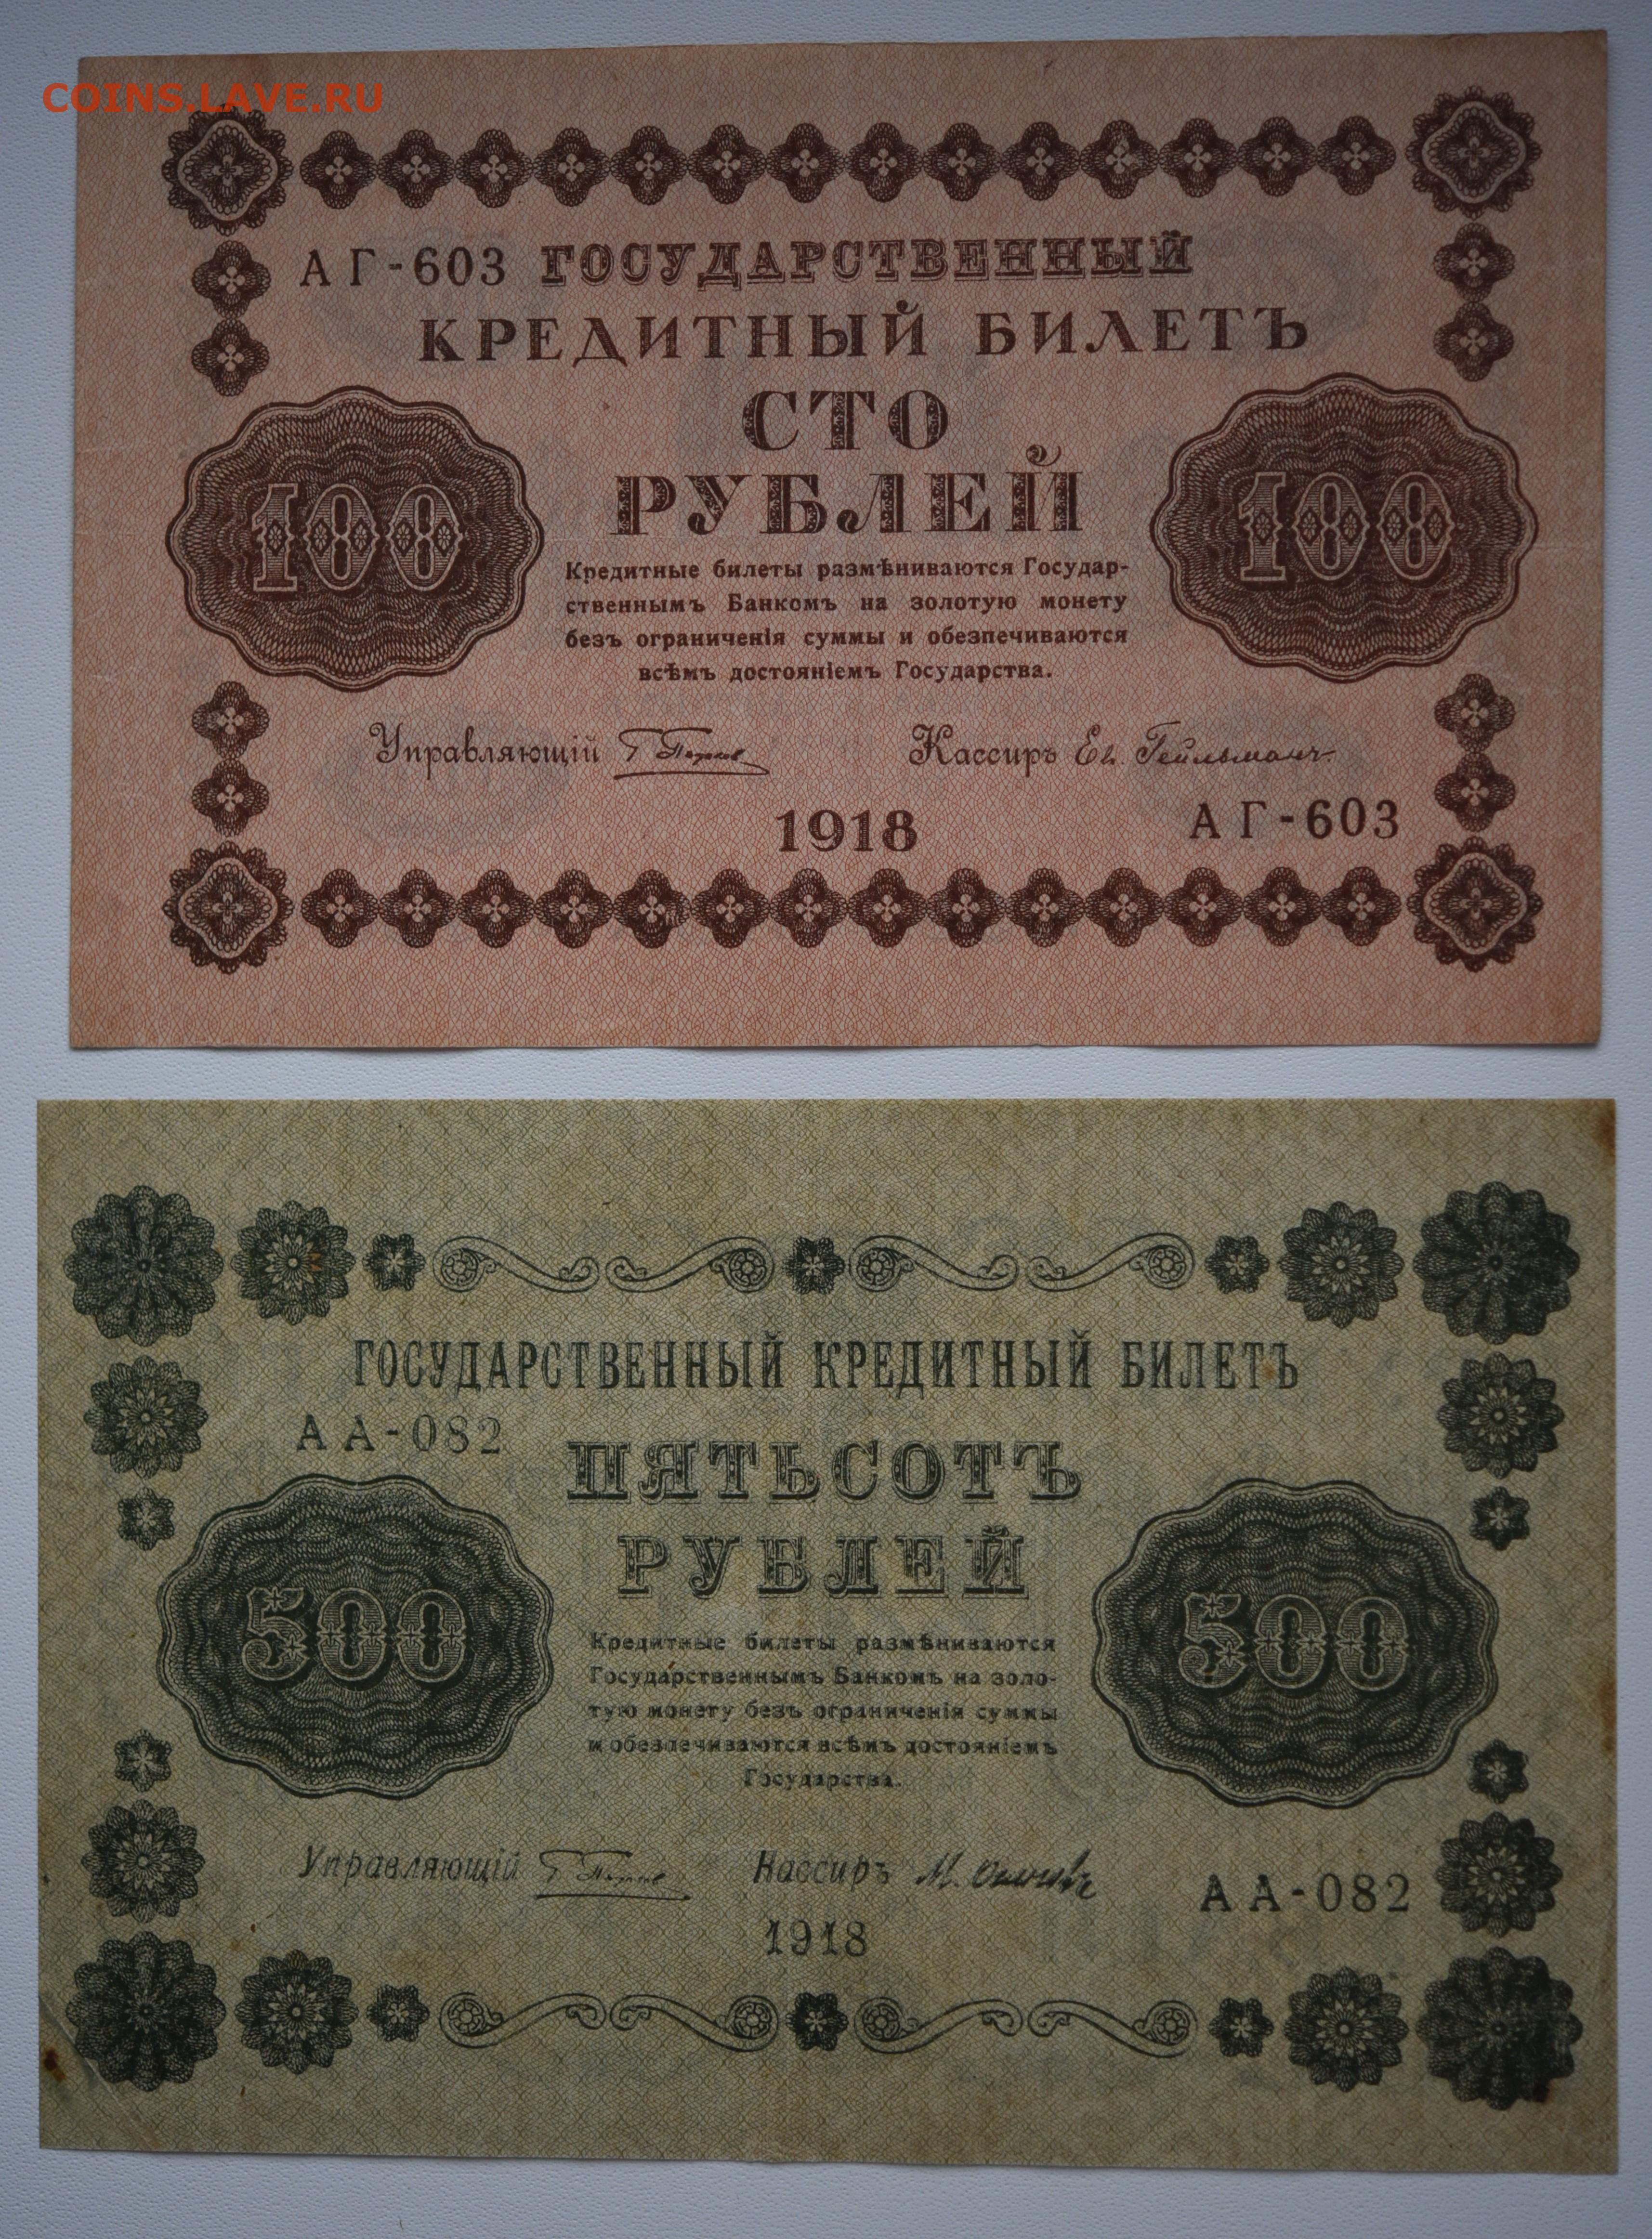 COINS.LAVE.RU
АГ-603 ГОСУДАРСТВЕННЫЙ
КРЕДИТНЫЙ БИЛЕТЪ
СТО
РУБЛЕЙ
100
100
Кредитные билеты размѣниваются Государ-
ственнымъ Банкомъ на золотую монету
безъ ограниченія суммы и обезпечиваются
всѣмъ достояніемъ Государства.
Управляющій
Кассиръ Ев. Гейльманъ
1918
АГ-603
ГОСУДАРСТВЕННЫЙ КРЕДИТНЫЙ БИЛЕТЪ
АА-082
ПЯТЬСОТЪ
РУБЛЕЙ
500
500
Кредитные билеты размѣниваются
Государственнымъ Банкомъ на золо-
тую монету безъ ограниченія суммы
и обезпечиваются всѣмъ достояніемъ
Государства.
Управляющій
Кассиръ М.
АА-082
1918